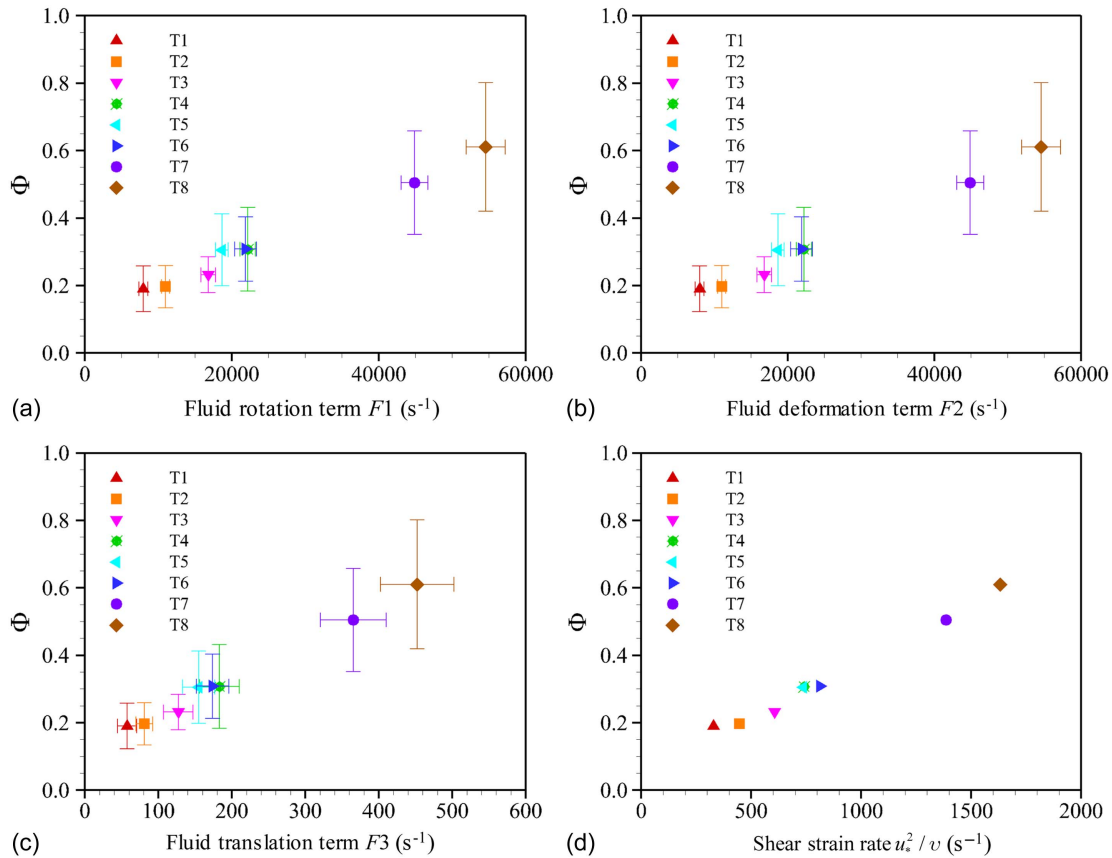 1.0
0.8
0.6
0.4
0.2
0.0
Φ
T1
T2
T3
T4
T5
T6
T7
T8
0
20000
40000
60000
(a)
Fluid rotation term F1 (s⁻¹)
1.0
0.8
0.6
0.4
0.2
0.0
Φ
T1
T2
T3
T4
T5
T6
T7
T8
0
20000
40000
60000
(b)
Fluid deformation term F2 (s⁻¹)
1.0
0.8
0.6
0.4
0.2
0.0
Φ
T1
T2
T3
T4
T5
T6
T7
T8
0
100
200
300
400
500
600
(c)
Fluid translation term F3 (s⁻¹)
1.0
0.8
0.6
0.4
0.2
0.0
Φ
T1
T2
T3
T4
T5
T6
T7
T8
0
500
1000
1500
2000
(d)
Shear strain rate u²* / υ (s⁻¹)